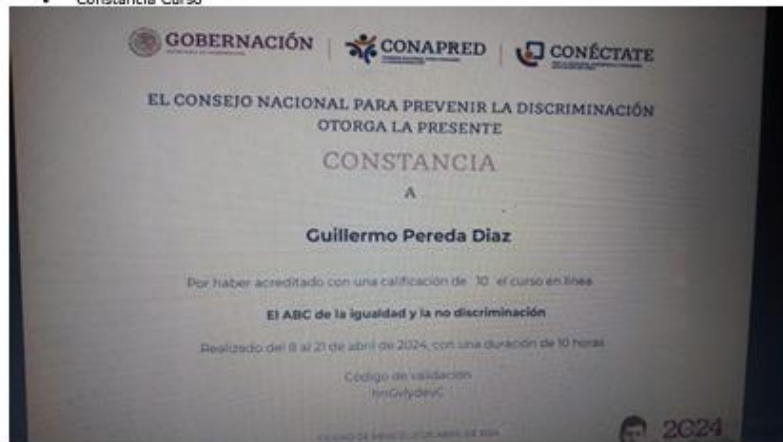 Constancia Curso
GOBERNACIÓN CONAPRED CONÉCTATE
EL CONSEJO NACIONAL PARA PREVENIR LA DISCRIMINACIÓN
OTORGA LA PRESENTE
CONSTANCIA
A
Guillermo Pereda Diaz
Por haber acreditado con una calificación de 10 el curso en línea
El ABC de la igualdad y la no discriminación
Realizado del 8 al 21 de abril de 2024, con una duración de 10 horas
Código de validación
2024